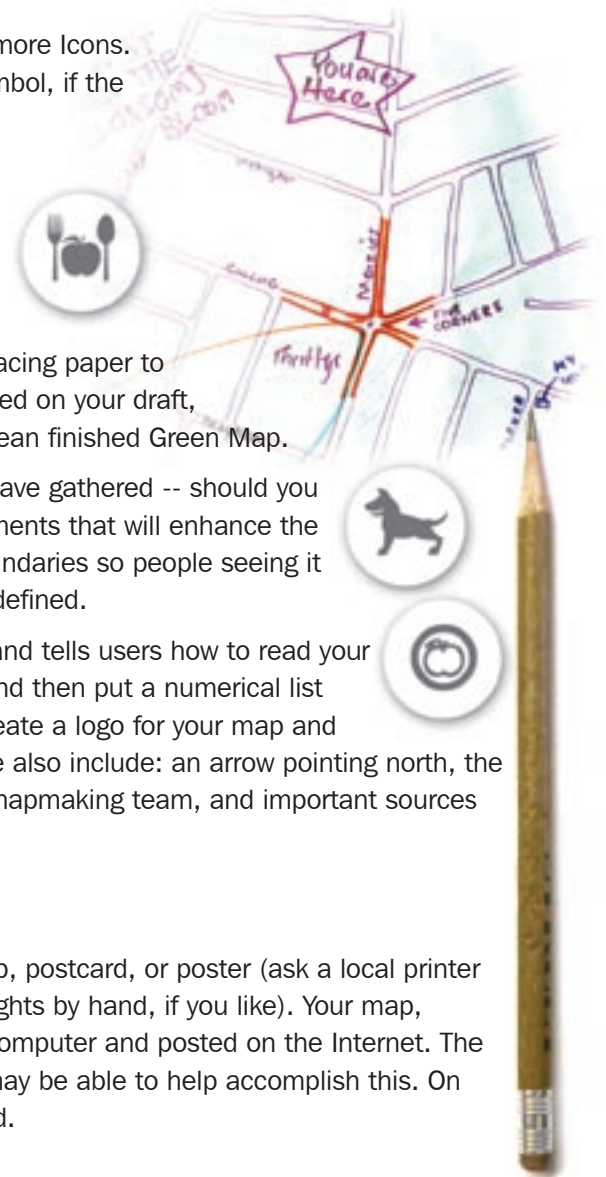 more Icons.
mbol, if the
You are
Here
FIVE
CORNERS
Thriftys
acing paper to
ed on your draft,
ean finished Green Map.
ave gathered -- should you
ments that will enhance the
undaries so people seeing it
defined.
and tells users how to read your
nd then put a numerical list
eate a logo for your map and
e also include: an arrow pointing north, the
mapmaking team, and important sources
o, postcard, or poster (ask a local printer
ghts by hand, if you like). Your map,
omputer and posted on the Internet. The
may be able to help accomplish this. On
d.